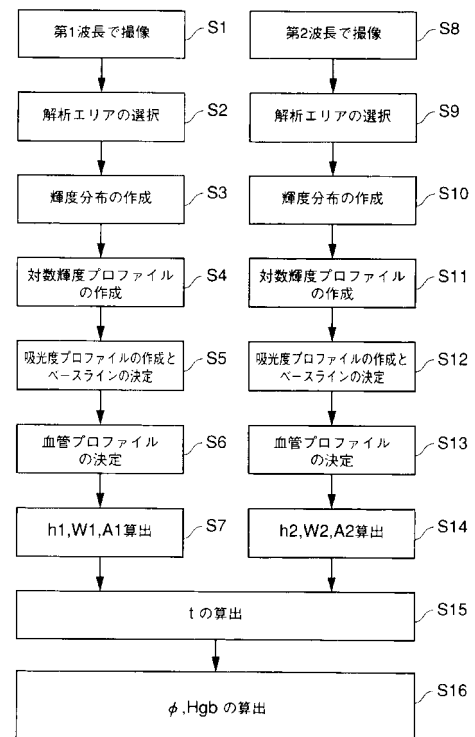 第1波長で撮像
S1
解析エリアの選択
S2
輝度分布の作成
S3
対数輝度プロファイル
の作成
S4
吸光度プロファイルの作成と
ベースラインの決定
S5
血管プロファイル
の決定
S6
h1,W1,A1算出
S7
第2波長で撮像
S8
解析エリアの選択
S9
輝度分布の作成
S10
対数輝度プロファイル
の作成
S11
吸光度プロファイルの作成と
ベースラインの決定
S12
血管プロファイル
の決定
S13
h2,W2,A2算出
S14
tの算出
S15
φ,Hgbの算出
S16